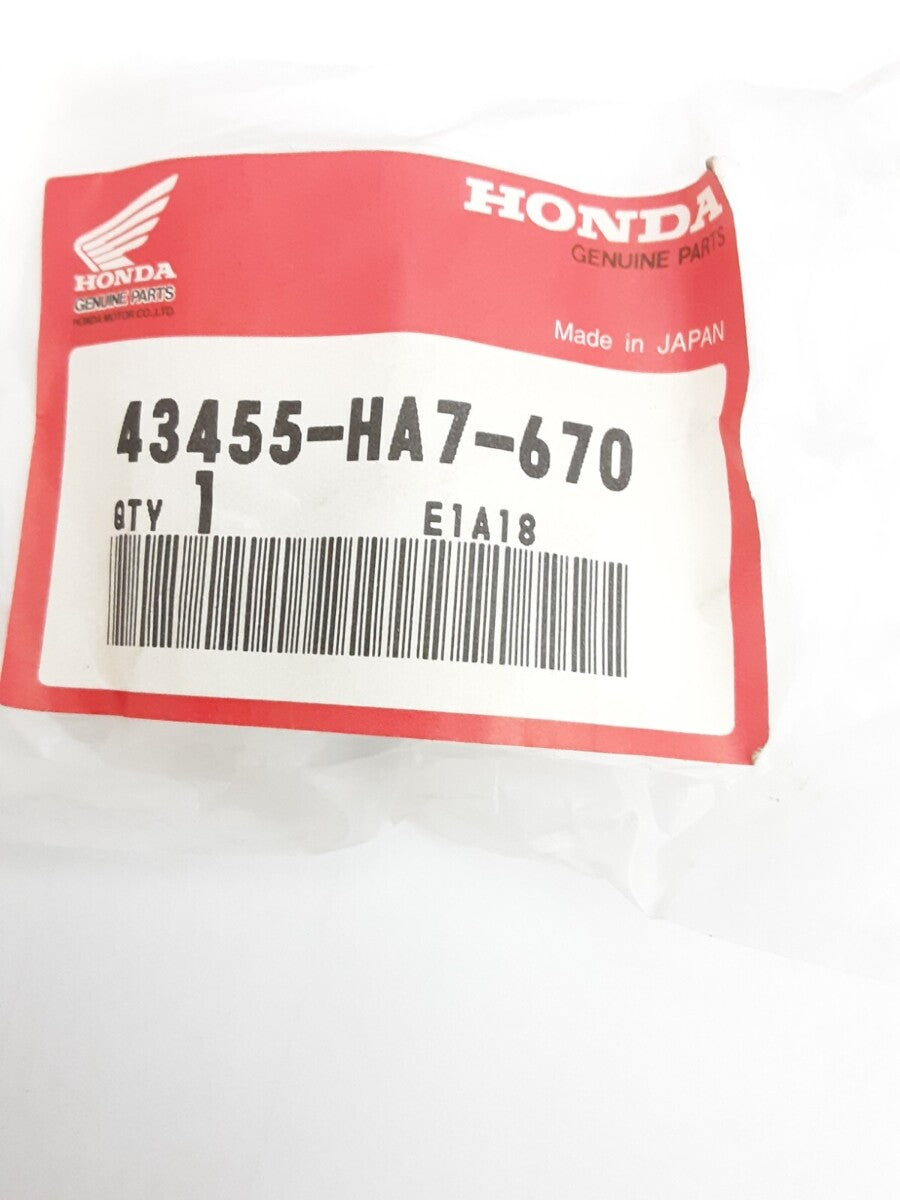 HONDA
GENUINE PARTS
HONDA MOTOR CO.,LTD.
HONDA
GENUINE PARTS
Made in JAPAN
43455-HA7-670
QTY 1 E1A18